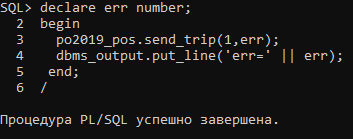 SQL> declare err number;
2 begin
3 po2019_pos.send_trip(1,err);
4 dbms_output.put_line('err=' || err);
5 end;
6 /
Процедура PL/SQL успешно завершена.